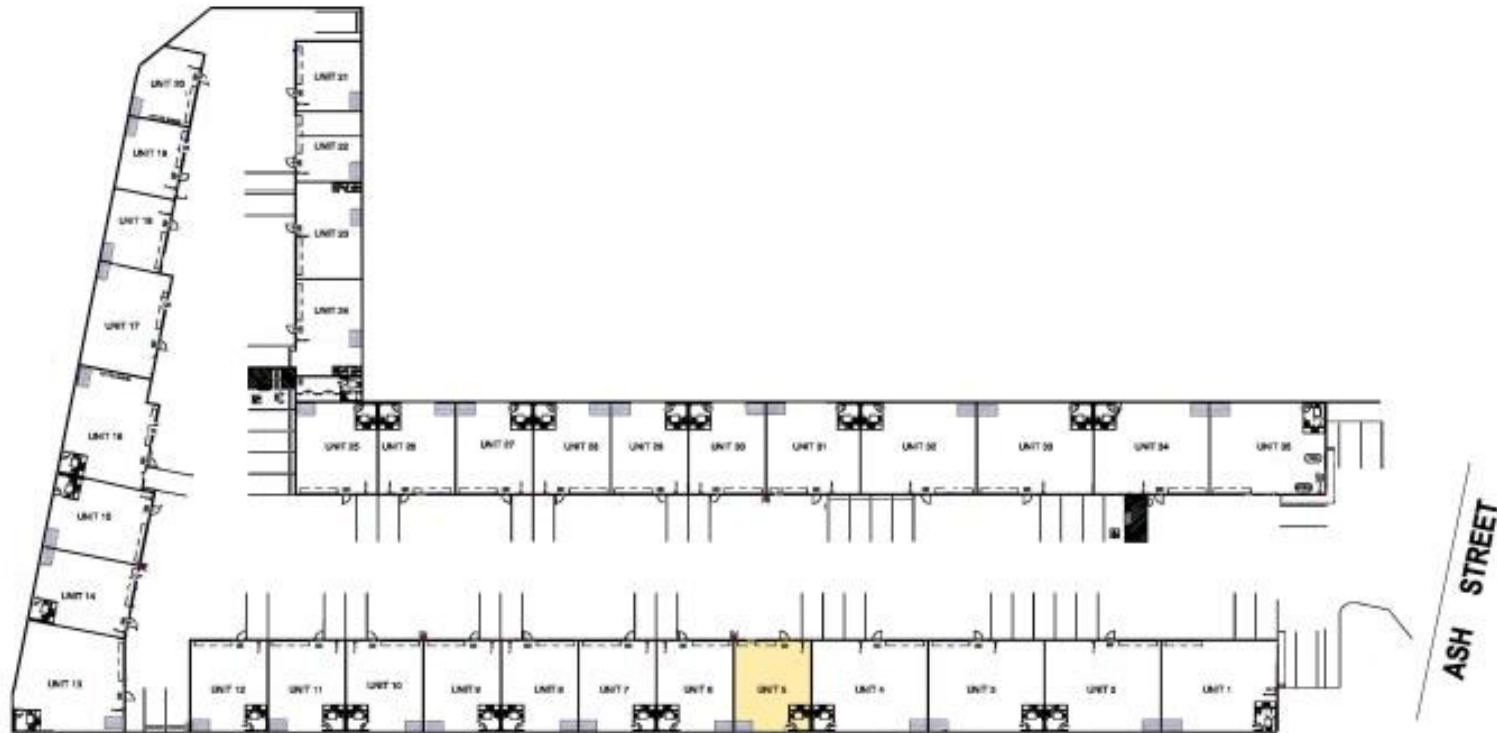 UNIT 20
UNIT 21
UNIT 19
UNIT 22
UNIT 18
UNIT 23
UNIT 17
UNIT 24
UNIT 16
UNIT 25
UNIT 26
UNIT 27
UNIT 28
UNIT 29
UNIT 30
UNIT 31
UNIT 32
UNIT 33
UNIT 34
UNIT 35
UNIT 15
UNIT 14
UNIT 13
UNIT 12
UNIT 11
UNIT 10
UNIT 9
UNIT 8
UNIT 7
UNIT 6
UNIT 5
UNIT 4
UNIT 3
UNIT 2
UNIT 1
ASH STREET